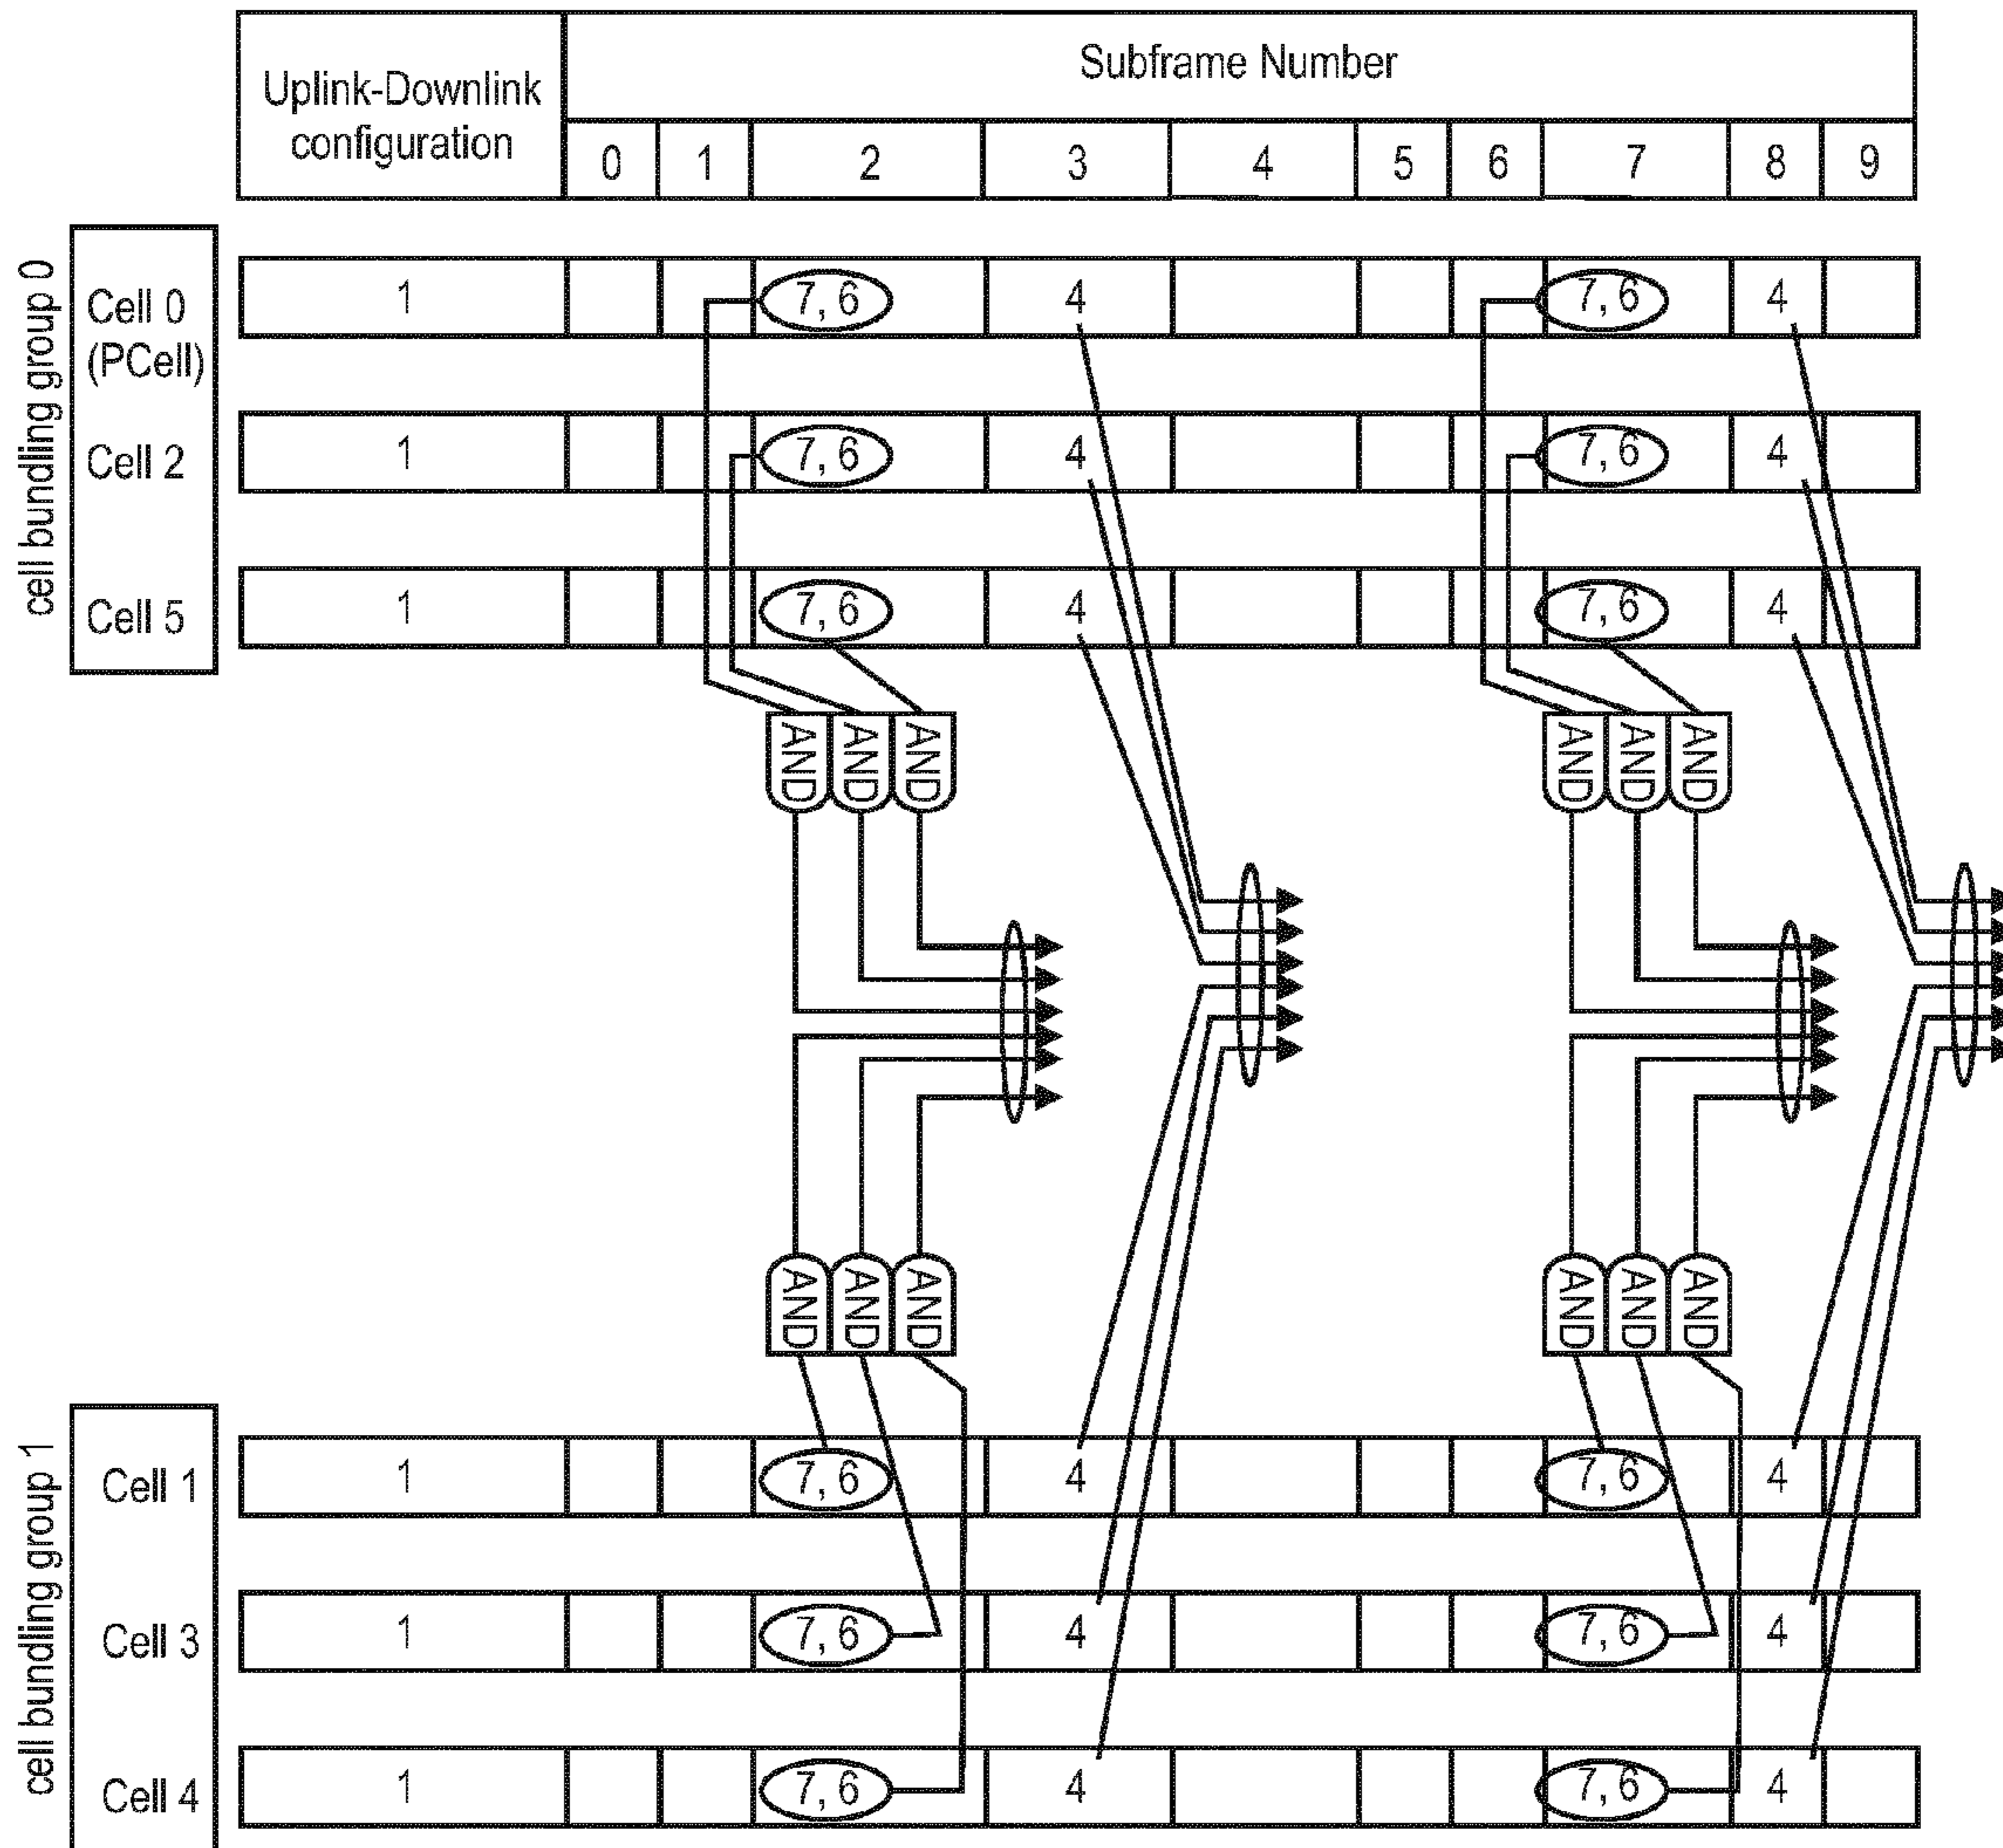 Uplink-Downlink
configuration
Subframe Number
0 1 2 3 4 5 6 7 8 9
cell bunding group 0
Cell 0
(PCell)
1 7, 6 4 7, 6 4
Cell 2
1 7, 6 4 7, 6 4
Cell 5
1 7, 6 4 7, 6 4
AND AND AND AND AND AND
AND AND AND AND AND AND
cell bundling group 1
Cell 1
1 7, 6 4 7, 6 4
Cell 3
1 7, 6 4 7, 6 4
Cell 4
1 7, 6 4 7, 6 4